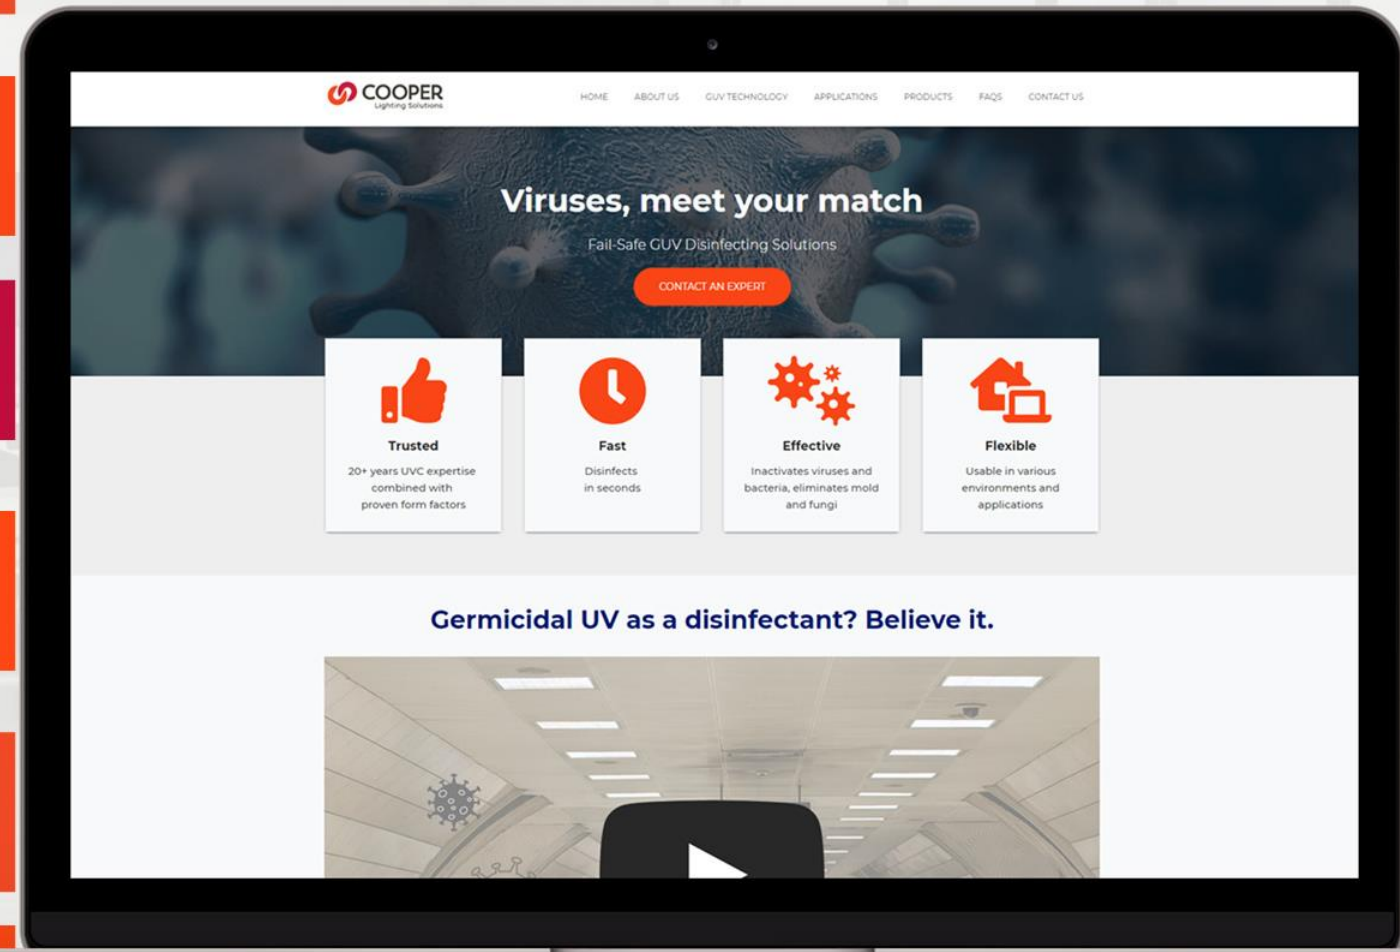 COOPER
Lighting Solutions
HOME ABOUT US GUV TECHNOLOGY APPLICATIONS PRODUCTS FAQS CONTACT US
Viruses, meet your match
Fail-Safe GUV Disinfecting Solutions
CONTACT AN EXPERT
Trusted
20+ years UVC expertise
combined with
proven form factors
Fast
Disinfects
in seconds
Effective
Inactivates viruses and
bacteria, eliminates mold
and fungi
Flexible
Usable in various
environments and
applications
Germicidal UV as a disinfectant? Believe it.